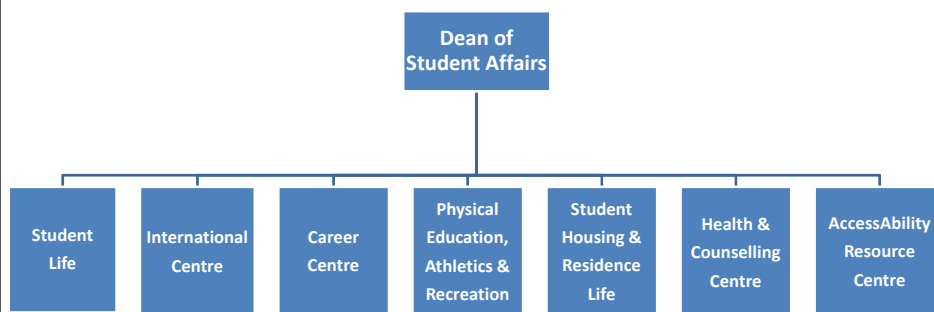 Dean of
Student Affairs
Student
Life
International
Centre
Career
Centre
Physical
Education,
Athletics &
Recreation
Student
Housing &
Residence
Life
Health &
Counselling
Centre
AccessAbility
Resource
Centre